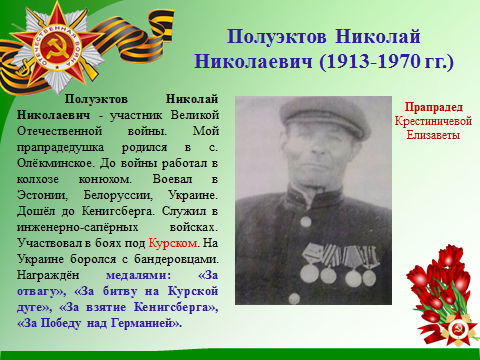 Полуэктов Николай
Николаевич (1913-1970 гг.)
Полуэктов Николай
Николаевич - участник Великой
Отечественной войны. Мой
прапрадедушка родился в с.
Олёкминское. До войны работал в
колхозе конюхом. Воевал в
Эстонии, Белоруссии, Украине.
Дошёл до Кенигсберга. Служил в
инженерно-сапёрных войсках.
Участвовал в боях под Курском. На
Украине боролся с бандеровцами.
Награждён медалями: «За
отвагу», «За битву на Курской
дуге», «За взятие Кенигсберга»,
«За Победу над Германией».
Прапрадед
Крестиничевой
Елизаветы